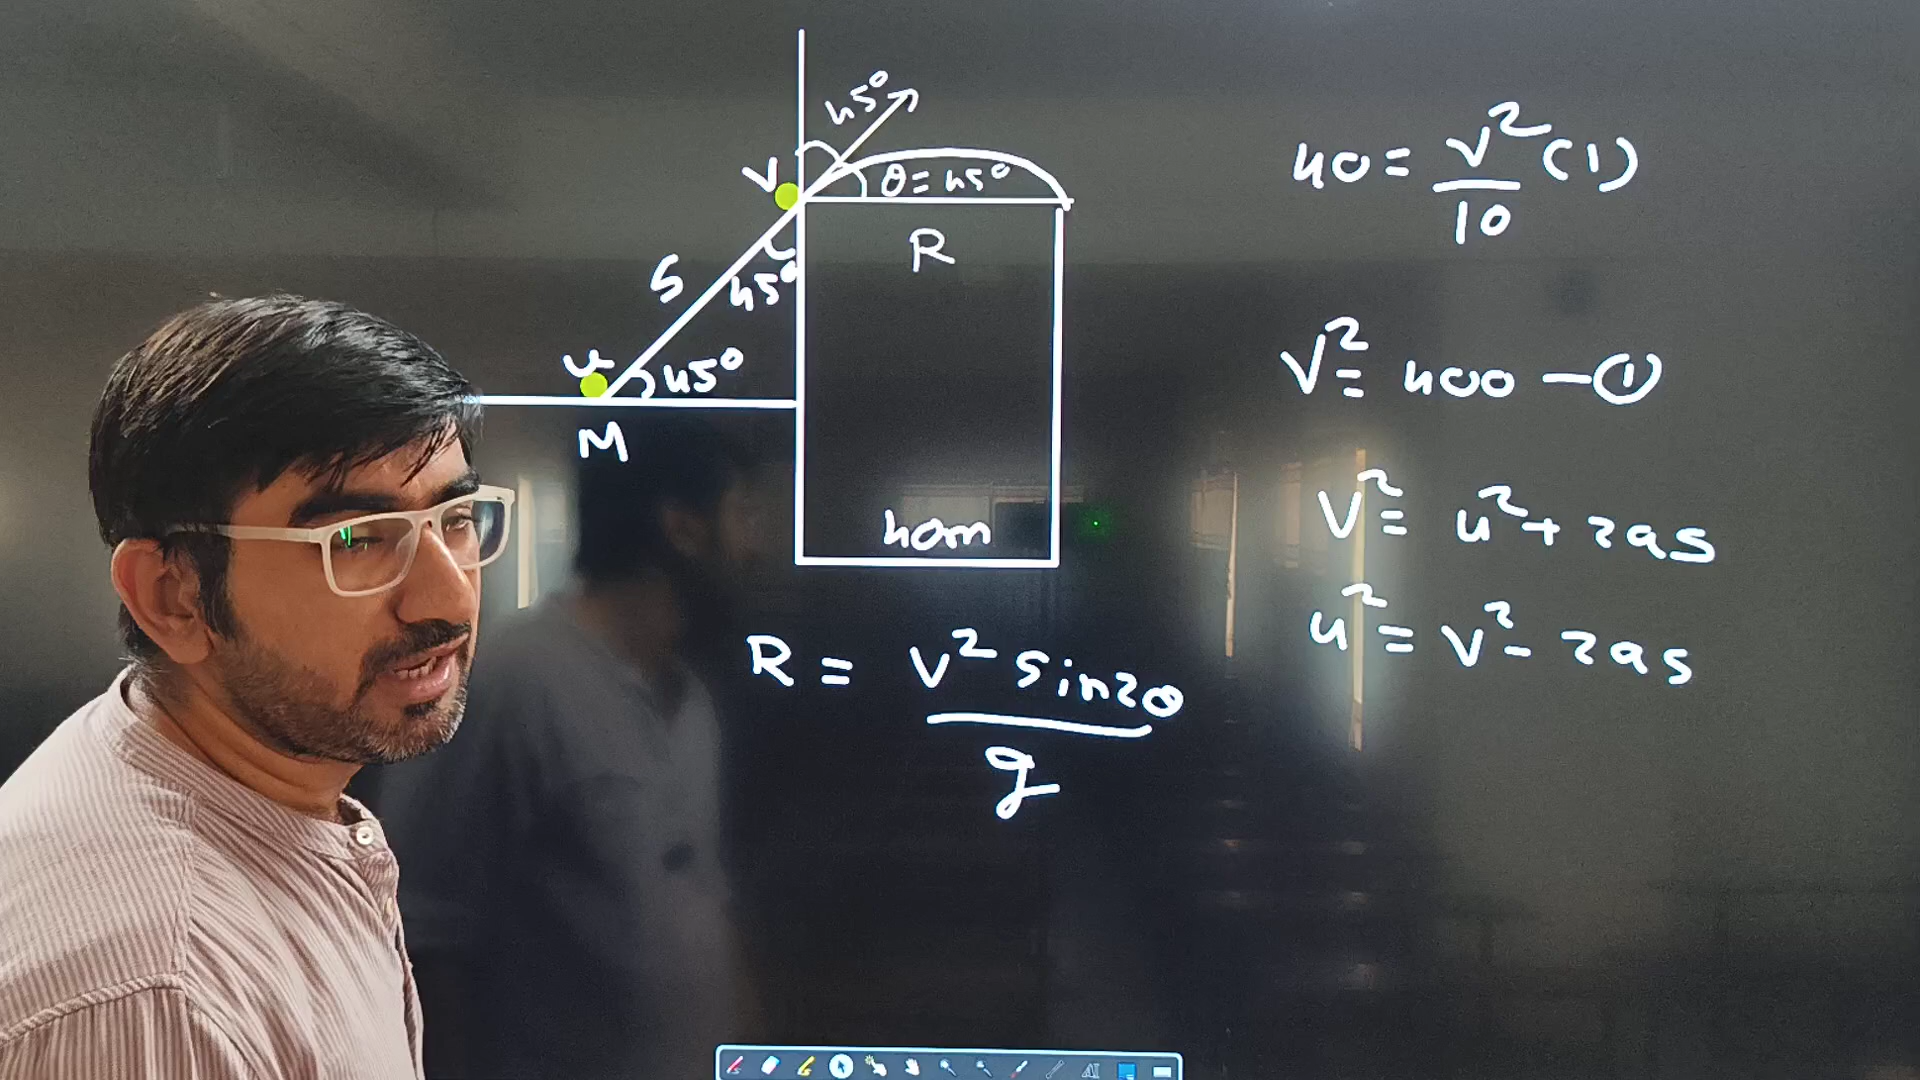 45°
V
θ = 45°
R
S
45°
u
45°
M
40m
R = V² sin2θ / g
40 = V² / 10 (1)
V² = 400 — ①
V² = u² + 2as
u² = V² - 2as
AI